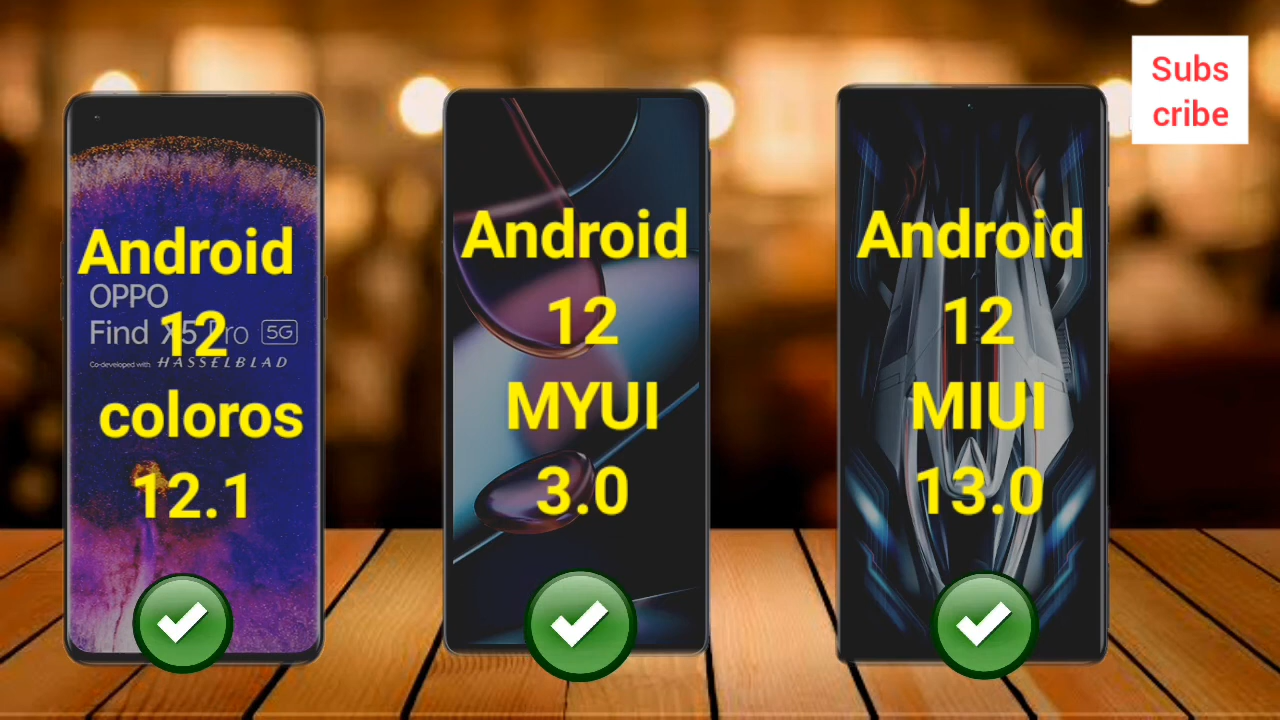 Subs
cribe
Android
12
coloros
12.1
OPPO
Find X5 Pro 5G
Co-developed with HASSELBLAD
Android
12
MYUI
3.0
Android
12
MIUI
13.0